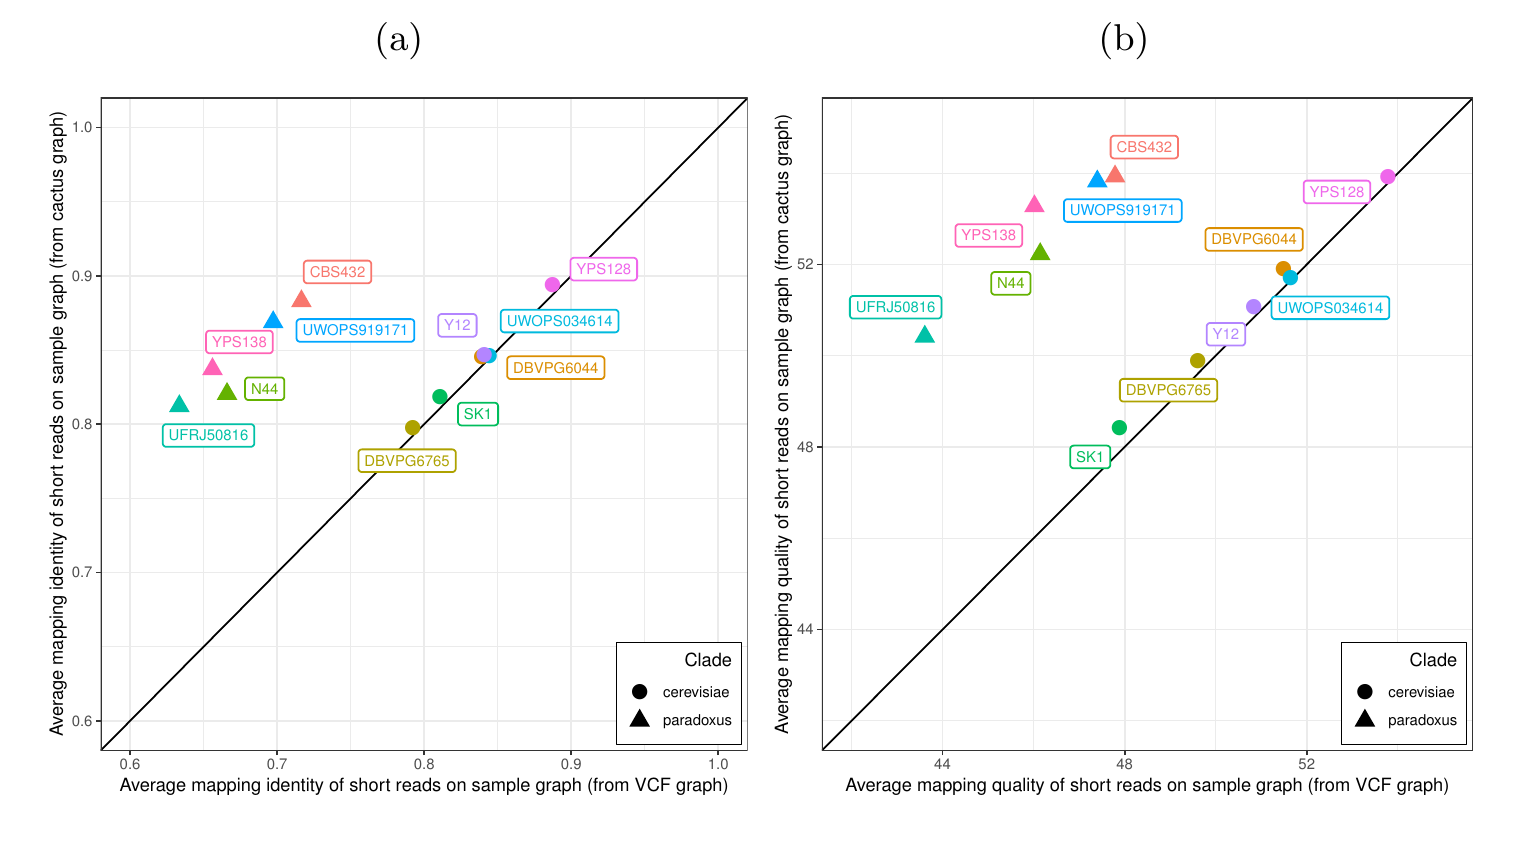 (a)
Average mapping identity of short reads on sample graph (from cactus graph)
1.0
0.9
0.8
0.7
0.6
CBS432
UWOPS919171
YPS138
N44
UFRJ50816
YPS128
UWOPS034614
Y12
DBVPG6044
SK1
DBVPG6765
Clade
cerevisiae
paradoxus
0.6
0.7
0.8
0.9
1.0
Average mapping identity of short reads on sample graph (from VCF graph)
(b)
Average mapping quality of short reads on sample graph (from cactus graph)
52
48
44
CBS432
YPS128
UWOPS919171
YPS138
DBVPG6044
N44
UFRJ50816
UWOPS034614
Y12
DBVPG6765
SK1
Clade
cerevisiae
paradoxus
44
48
52
Average mapping quality of short reads on sample graph (from VCF graph)